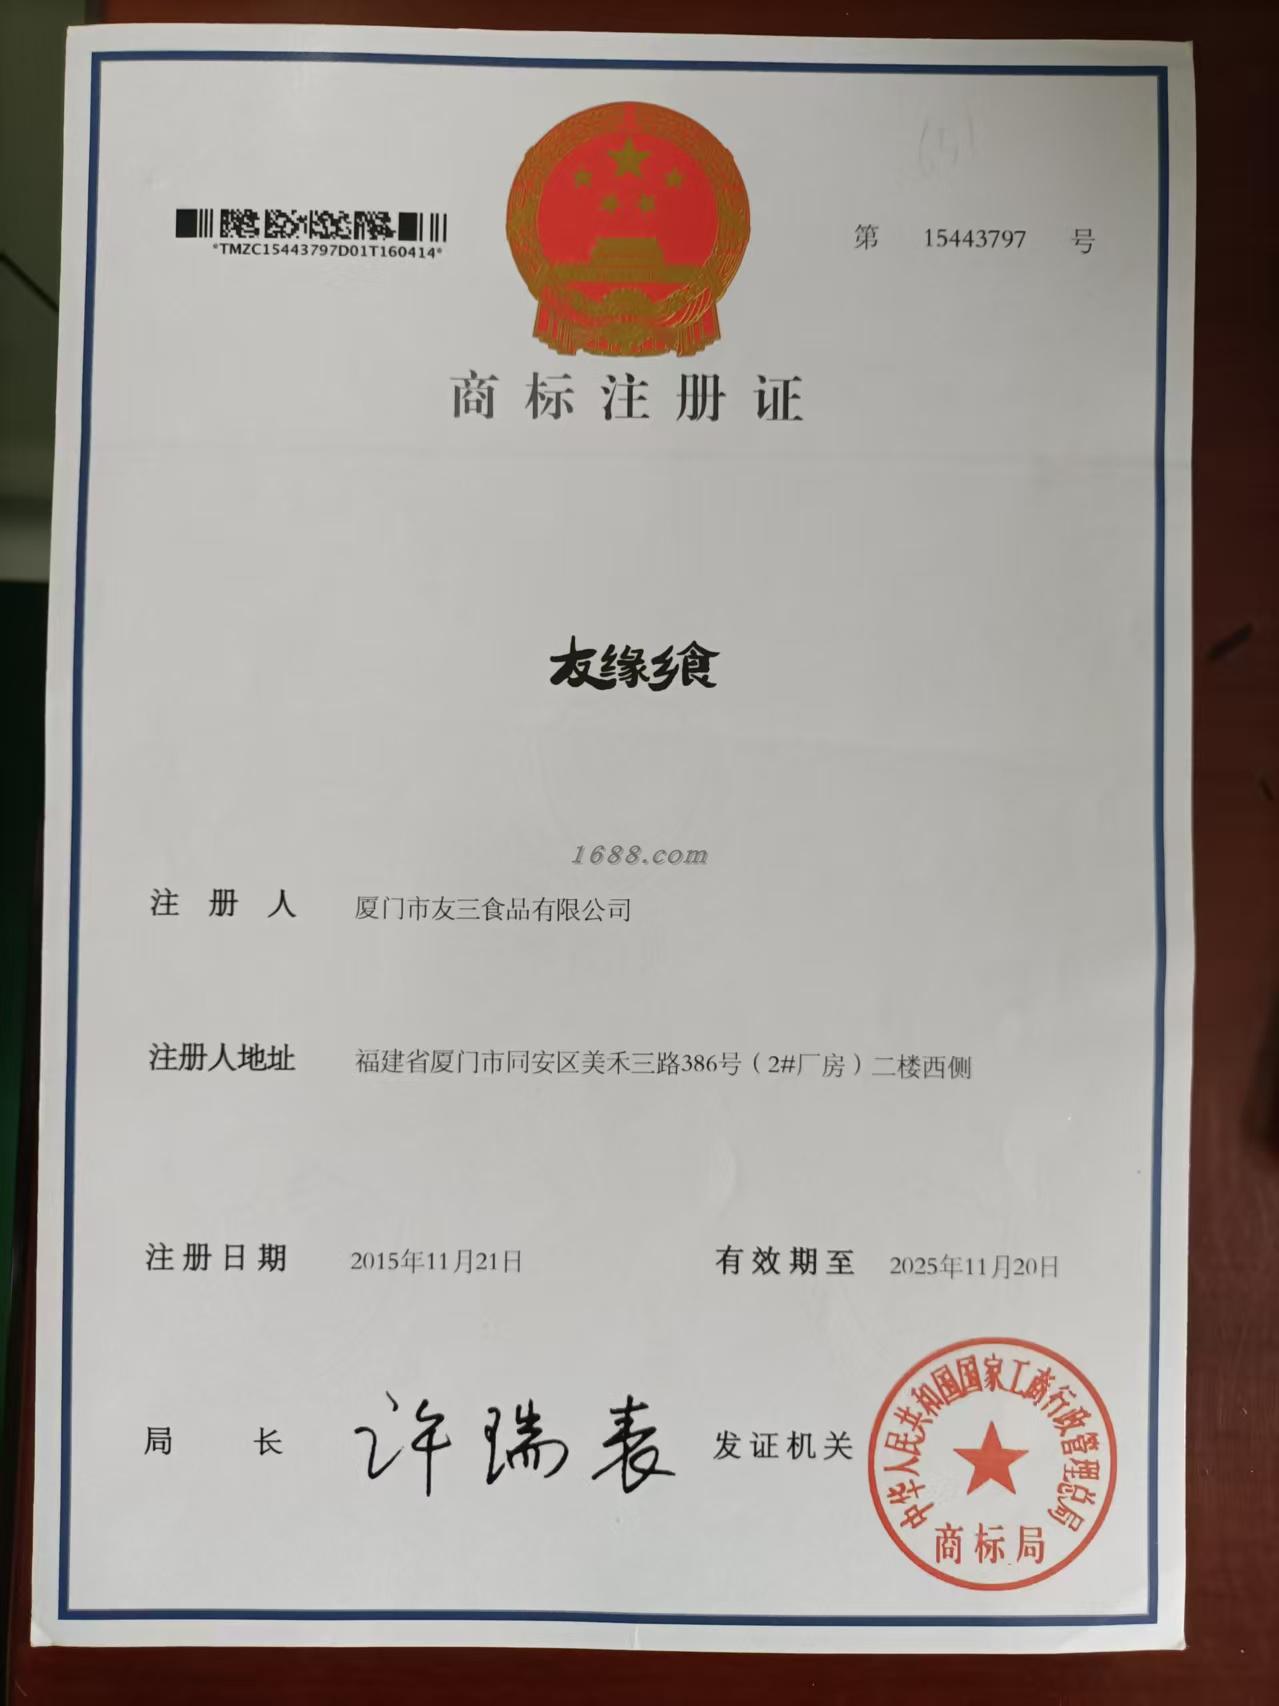 *TMZC15443797D01T160414*
第 15443797 号
商标注册证
友缘乡食
1688.com
注册人 厦门市友三食品有限公司
注册人地址 福建省厦门市同安区美禾三路386号（2#厂房）二楼西侧
注册日期 2015年11月21日 有效期至 2025年11月20日
局长 许瑞表 发证机关
中华人民共和国国家工商行政管理总局
商标局